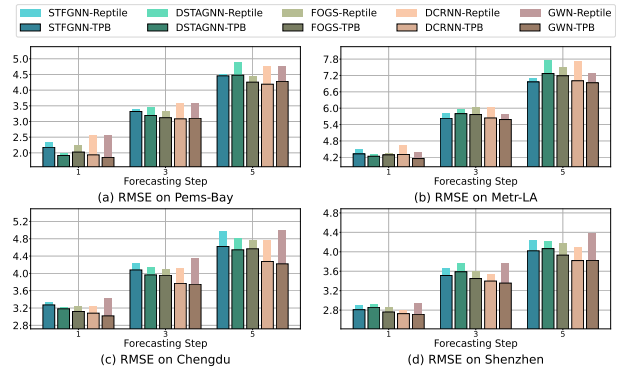 STFGNN-Reptile DSTAGNN-Reptile FOGS-Reptile DCRNN-Reptile GWN-Reptile
STFGNN-TPB DSTAGNN-TPB FOGS-TPB DCRNN-TPB GWN-TPB
5.0
4.5
4.0
3.5
3.0
2.5
2.0
1 3 5
Forecasting Step
(a) RMSE on Pems-Bay
7.8
7.2
6.6
6.0
5.4
4.8
4.2
1 3 5
Forecasting Step
(b) RMSE on Metr-LA
5.2
4.8
4.4
4.0
3.6
3.2
2.8
1 3 5
Forecasting Step
(c) RMSE on Chengdu
4.8
4.4
4.0
3.6
3.2
2.8
1 3 5
Forecasting Step
(d) RMSE on Shenzhen